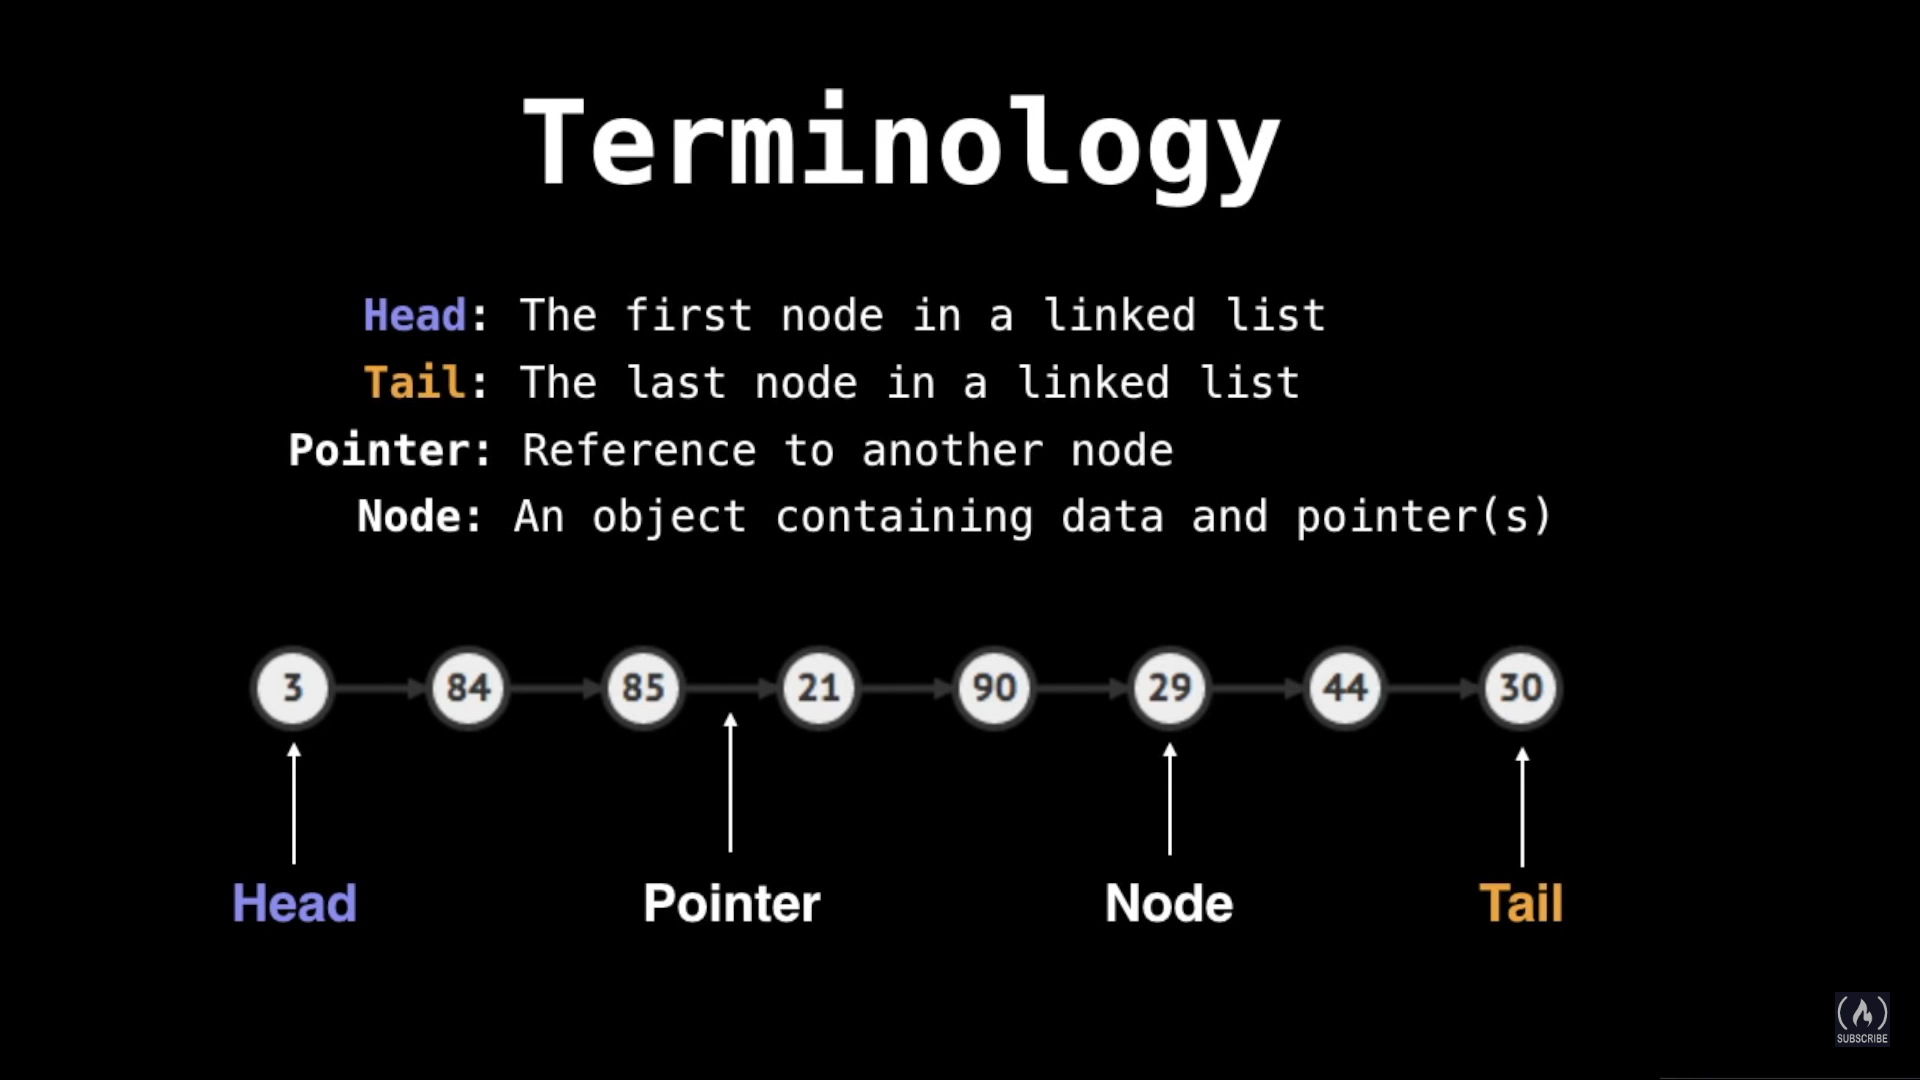 Terminology
Head: The first node in a linked list
Tail: The last node in a linked list
Pointer: Reference to another node
Node: An object containing data and pointer(s)
3 84 85 21 90 29 44 30
Head Pointer Node Tail
SUBSCRIBE